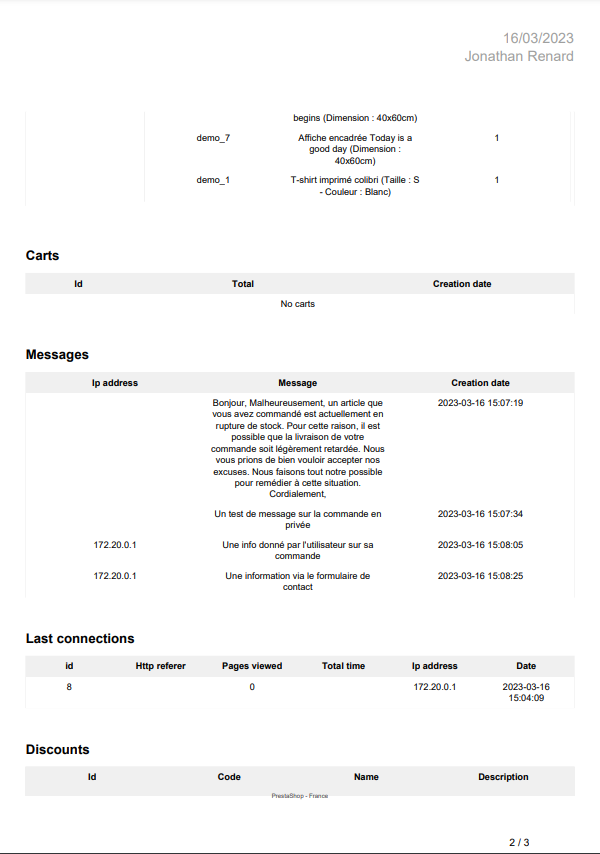 16/03/2023
Jonathan Renard
begins (Dimension : 40x60cm)
demo_7 Affiche encadrée Today is a 1
good day (Dimension :
40x60cm)
demo_1 T-shirt imprimé colibri (Taille : S 1
- Couleur : Blanc)
Carts
Id Total Creation date
No carts
Messages
Ip address Message Creation date
Bonjour, Malheureusement, un article que 2023-03-16 15:07:19
vous avez commandé est actuellement en
rupture de stock. Pour cette raison, il est
possible que la livraison de votre
commande soit légèrement retardée. Nous
vous prions de bien vouloir accepter nos
excuses. Nous faisons tout notre possible
pour remédier à cette situation.
Cordialement,
Un test de message sur la commande en 2023-03-16 15:07:34
privée
172.20.0.1 Une info donné par l'utilisateur sur sa 2023-03-16 15:08:05
commande
172.20.0.1 Une information via le formulaire de 2023-03-16 15:08:25
contact
Last connections
id Http referer Pages viewed Total time Ip address Date
8 0 172.20.0.1 2023-03-16
15:04:09
Discounts
Id Code Name Description
PrestaShop - France
2 / 3